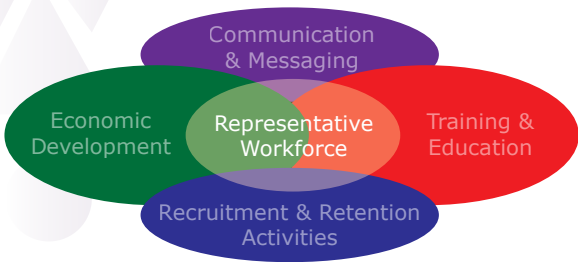 Communication
& Messaging
Economic
Development
Representative
Workforce
Training &
Education
Recruitment & Retention
Activities